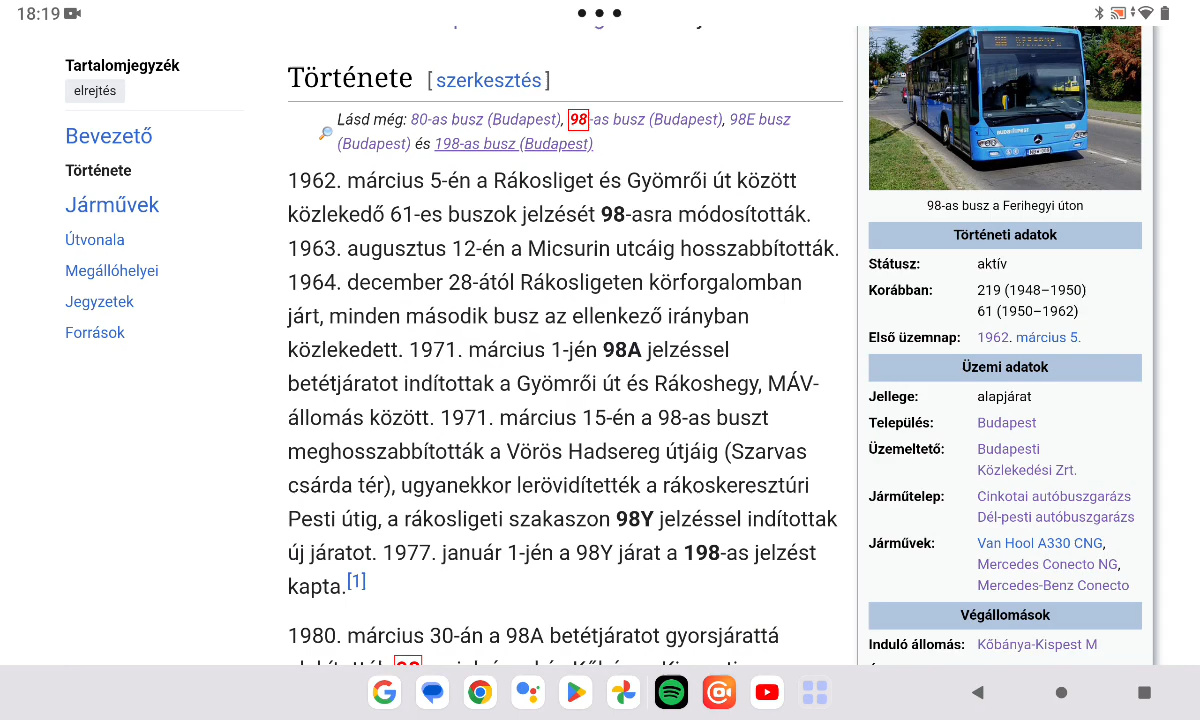 18:19
Tartalomjegyzék
elrejtés
Bevezető
Története
Járművek
Útvonala
Megállóhelyei
Jegyzetek
Források
Története [szerkesztés]
Lásd még: 80-as busz (Budapest), 98-as busz (Budapest), 98E busz
(Budapest) és 198-as busz (Budapest)
1962. március 5-én a Rákosliget és Gyömrői út között
közlekedő 61-es buszok jelzését 98-asra módosították.
1963. augusztus 12-én a Micsurin utcáig hosszabbították.
1964. december 28-ától Rákosligeten körforgalomban
járt, minden második busz az ellenkező irányban
közlekedett. 1971. március 1-jén 98A jelzéssel
betétjáratot indítottak a Gyömrői út és Rákoshegy, MÁV-
állomás között. 1971. március 15-én a 98-as buszt
meghosszabbították a Vörös Hadsereg útjáig (Szarvas
csárda tér), ugyanekkor lerövidítették a rákoskeresztúri
Pesti útig, a rákosligeti szakaszon 98Y jelzéssel indítottak
új járatot. 1977. január 1-jén a 98Y járat a 198-as jelzést
kapta.[1]
1980. március 30-án a 98A betétjáratot gyorsjárattá
98-as busz a Ferihegyi úton
Történeti adatok
Státusz: aktív
Korábban: 219 (1948–1950)
61 (1950–1962)
Első üzemnap: 1962. március 5.
Üzemi adatok
Jellege: alapjárat
Település: Budapest
Üzemeltető: Budapesti
Közlekedési Zrt.
Járműtelep: Cinkotai autóbuszgarázs
Dél-pesti autóbuszgarázs
Járművek: Van Hool A330 CNG,
Mercedes Conecto NG,
Mercedes-Benz Conecto
Végállomások
Induló állomás: Kőbánya-Kispest M